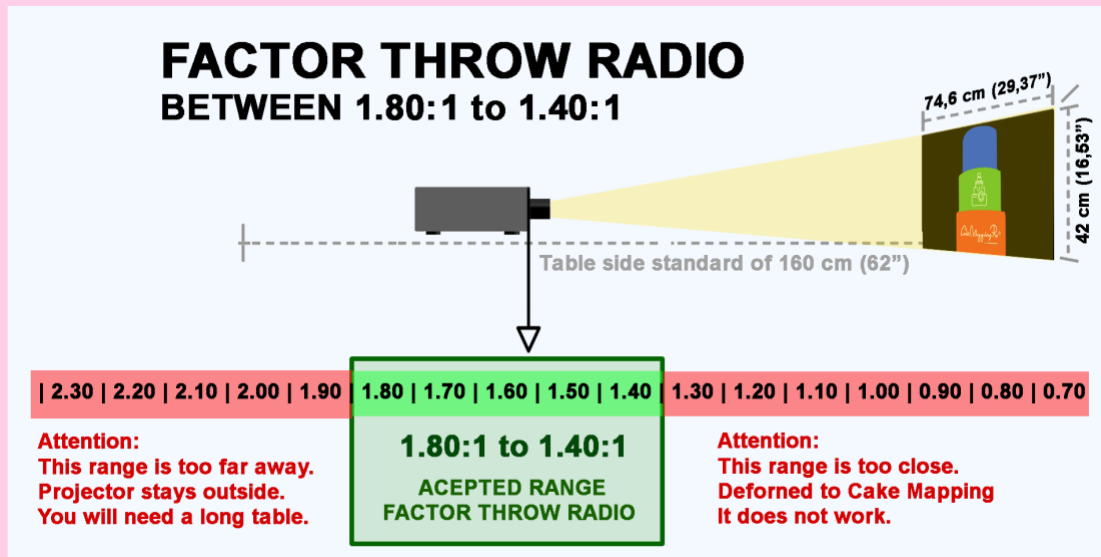 FACTOR THROW RADIO
BETWEEN 1.80:1 to 1.40:1
74,6 cm (29,37”)
42 cm (16,53”)
Table side standard of 160 cm (62”)
| 2.30 | 2.20 | 2.10 | 2.00 | 1.90 | 1.80 | 1.70 | 1.60 | 1.50 | 1.40 | 1.30 | 1.20 | 1.10 | 1.00 | 0.90 | 0.80 | 0.70
Attention:
This range is too far away.
Projector stays outside.
You will need a long table.
1.80:1 to 1.40:1
ACEPTED RANGE
FACTOR THROW RADIO
Attention:
This range is too close.
Deforned to Cake Mapping
It does not work.